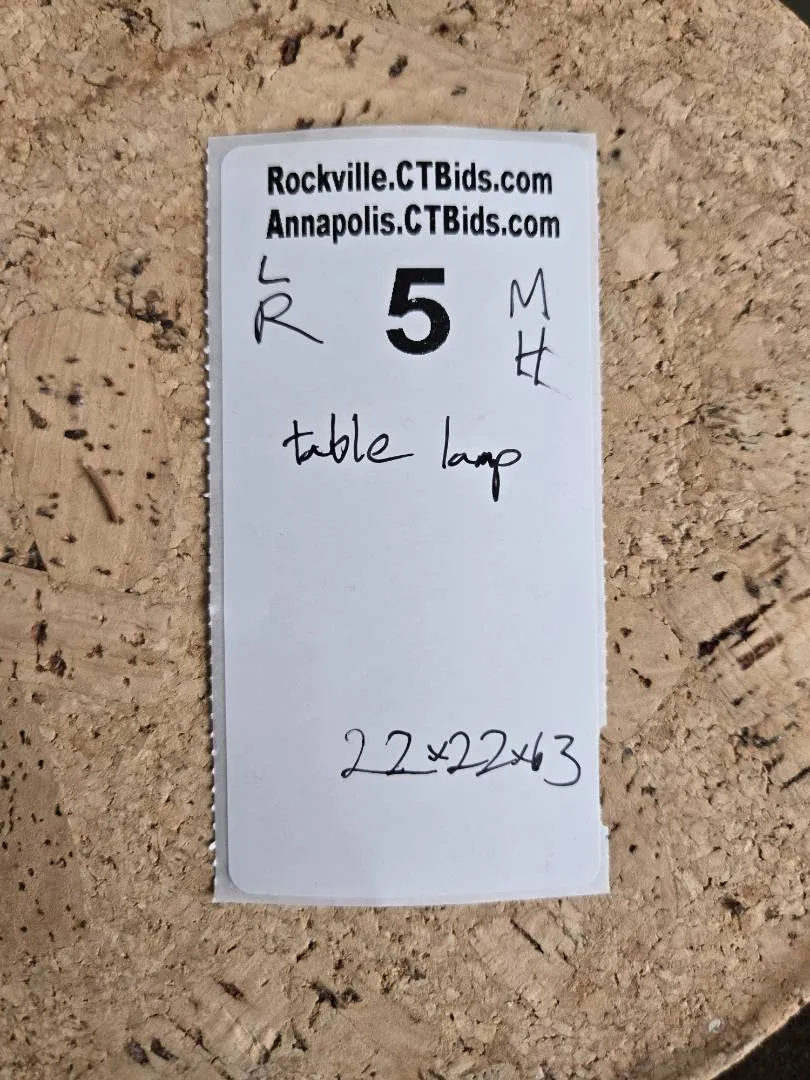 Rockville.CTBids.com
Annapolis.CTBids.com
L
R
5
M
H
table lamp
22x22x63